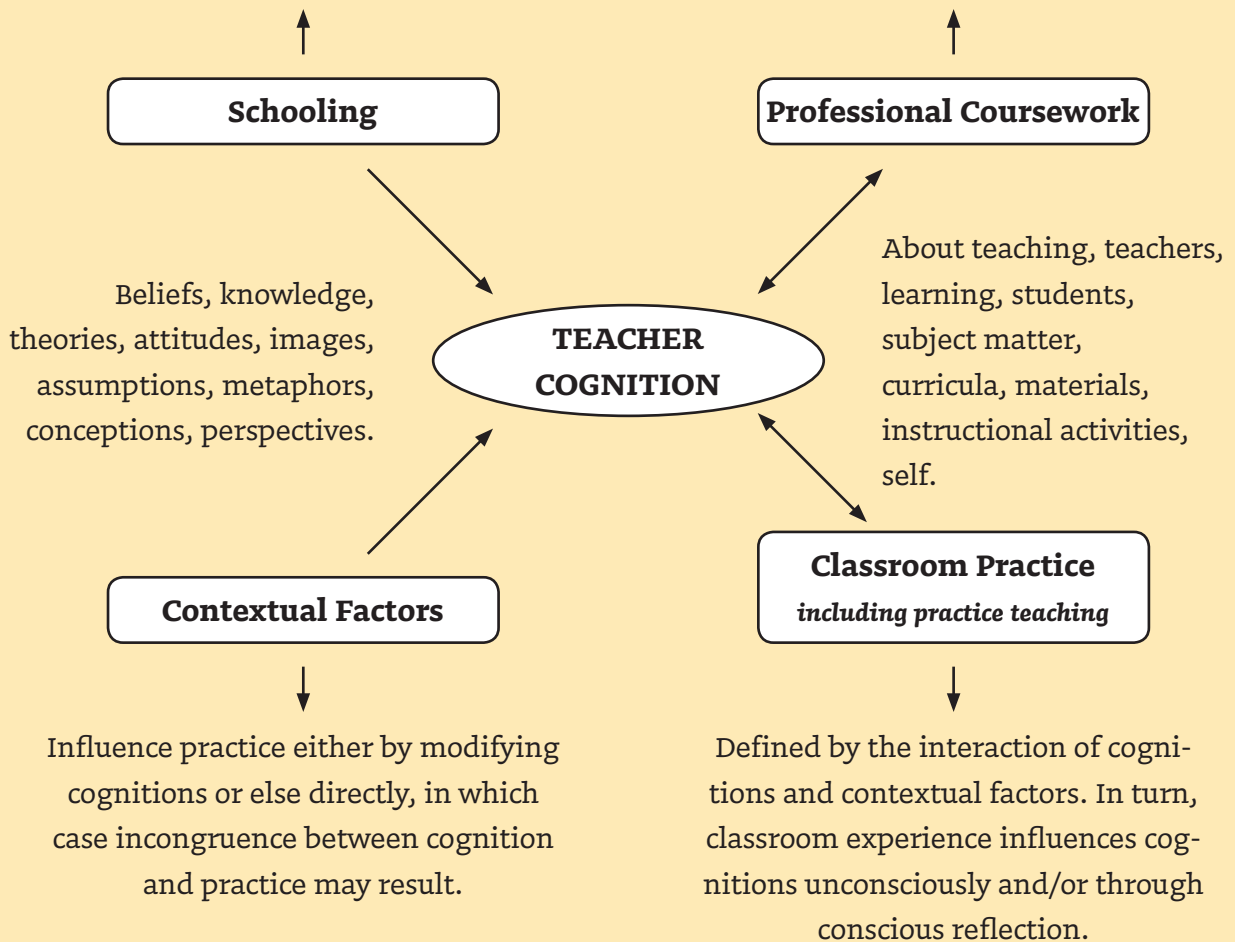 Schooling
Professional Coursework
Beliefs, knowledge,
theories, attitudes, images,
assumptions, metaphors,
conceptions, perspectives.
TEACHER
COGNITION
About teaching, teachers,
learning, students,
subject matter,
curricula, materials,
instructional activities,
self.
Contextual Factors
Classroom Practice
including practice teaching
Influence practice either by modifying
cognitions or else directly, in which
case incongruence between cognition
and practice may result.
Defined by the interaction of cogni-
tions and contextual factors. In turn,
classroom experience influences cog-
nitions unconsciously and/or through
conscious reflection.